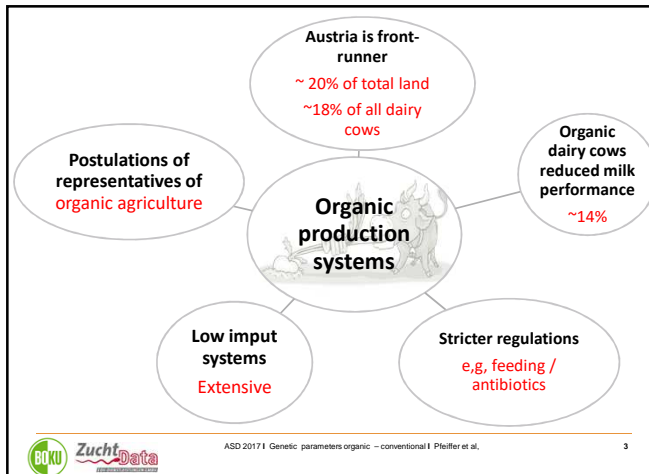 Austria is front-
runner
~ 20% of total land
~18% of all dairy
cows
Postulations of
representatives of
organic agriculture
Organic
dairy cows
reduced milk
performance
~14%
Organic
production
systems
Low imput
systems
Extensive
Stricter regulations
e,g, feeding /
antibiotics
BOKU
ZuchtData
ASD 2017 I Genetic parameters organic – conventional I Pfeiffer et al,
3